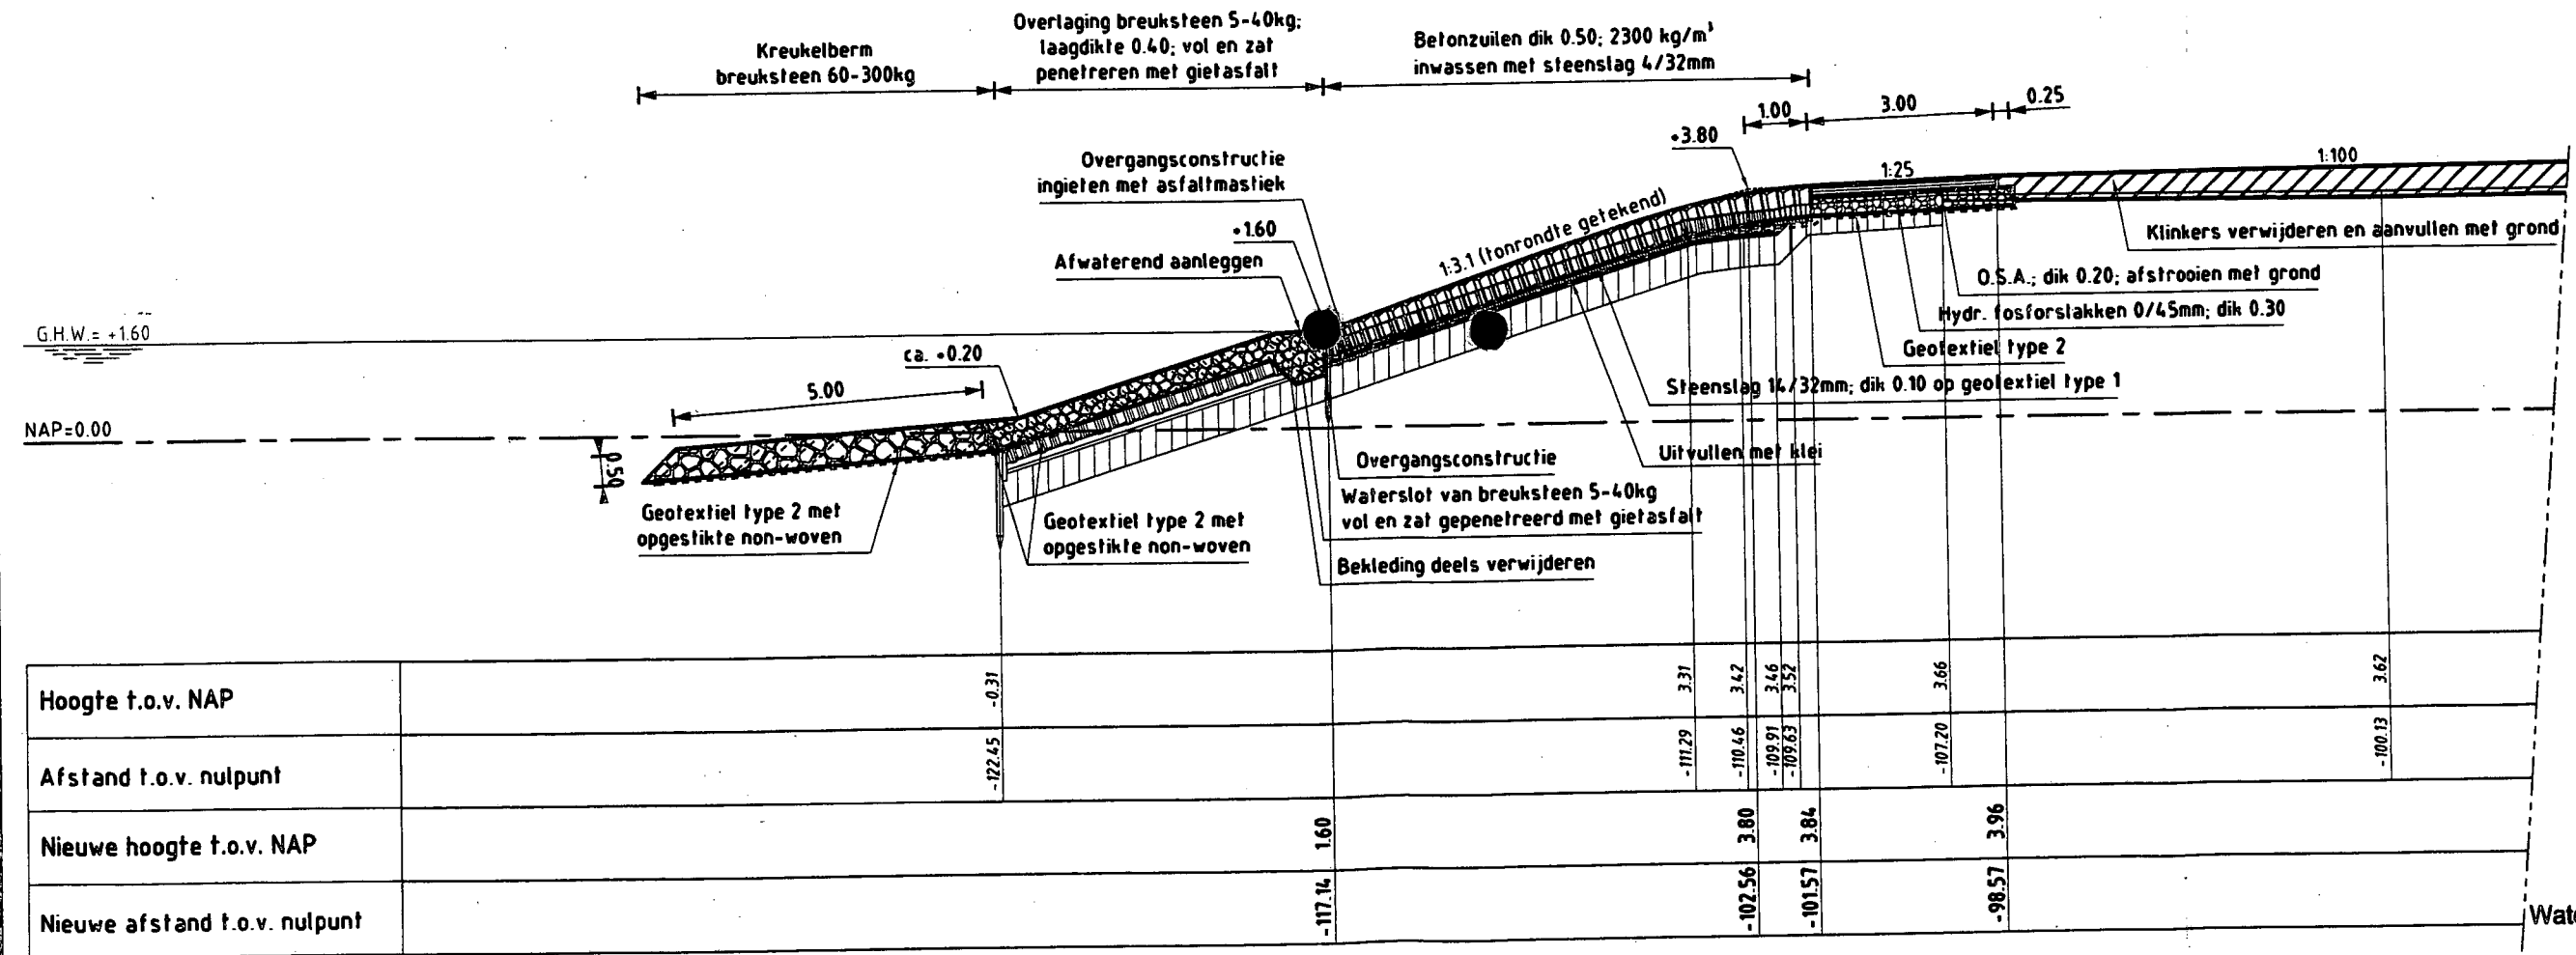 Overlaging breuksteen 5-40kg;
laagdikte 0.40; vol en zat
penetreren met gietasfalt
Kreukelberm
breuksteen 60-300kg
Betonzuilen dik 0.50; 2300 kg/m³
inwassen met steenslag 4/32mm
1.00
3.00
0.25
+3.80
Overgangsconstructie
ingieten met asfaltmastiek
+1.60
Afwaterend aanleggen
1:3.1 (tonrondte getekend)
1:25
1:100
Klinkers verwijderen en aanvullen met grond
O.S.A.; dik 0.20; afstrooien met grond
Hydr. fosforslakken 0/45mm; dik 0.30
Geotextiel type 2
Steenslag 14/32mm; dik 0.10 op geotextiel type 1
G.H.W.= +1.60
ca. +0.20
5.00
NAP=0.00
0.50
Uitvullen met klei
Overgangsconstructie
Waterslot van breuksteen 5-40kg
vol en zat gepenetreerd met gietasfalt
Bekleding deels verwijderen
Geotextiel type 2 met
opgestikte non-woven
Geotextiel type 2 met
opgestikte non-woven
Hoogte t.o.v. NAP
-0.31
3.31
3.42
3.46
3.52
3.66
3.62
Afstand t.o.v. nulpunt
-122.45
-111.29
-110.46
-109.91
-109.63
-107.20
-100.13
Nieuwe hoogte t.o.v. NAP
1.60
3.80
3.84
3.96
Nieuwe afstand t.o.v. nulpunt
-117.14
-102.56
-101.57
-98.57
Wat